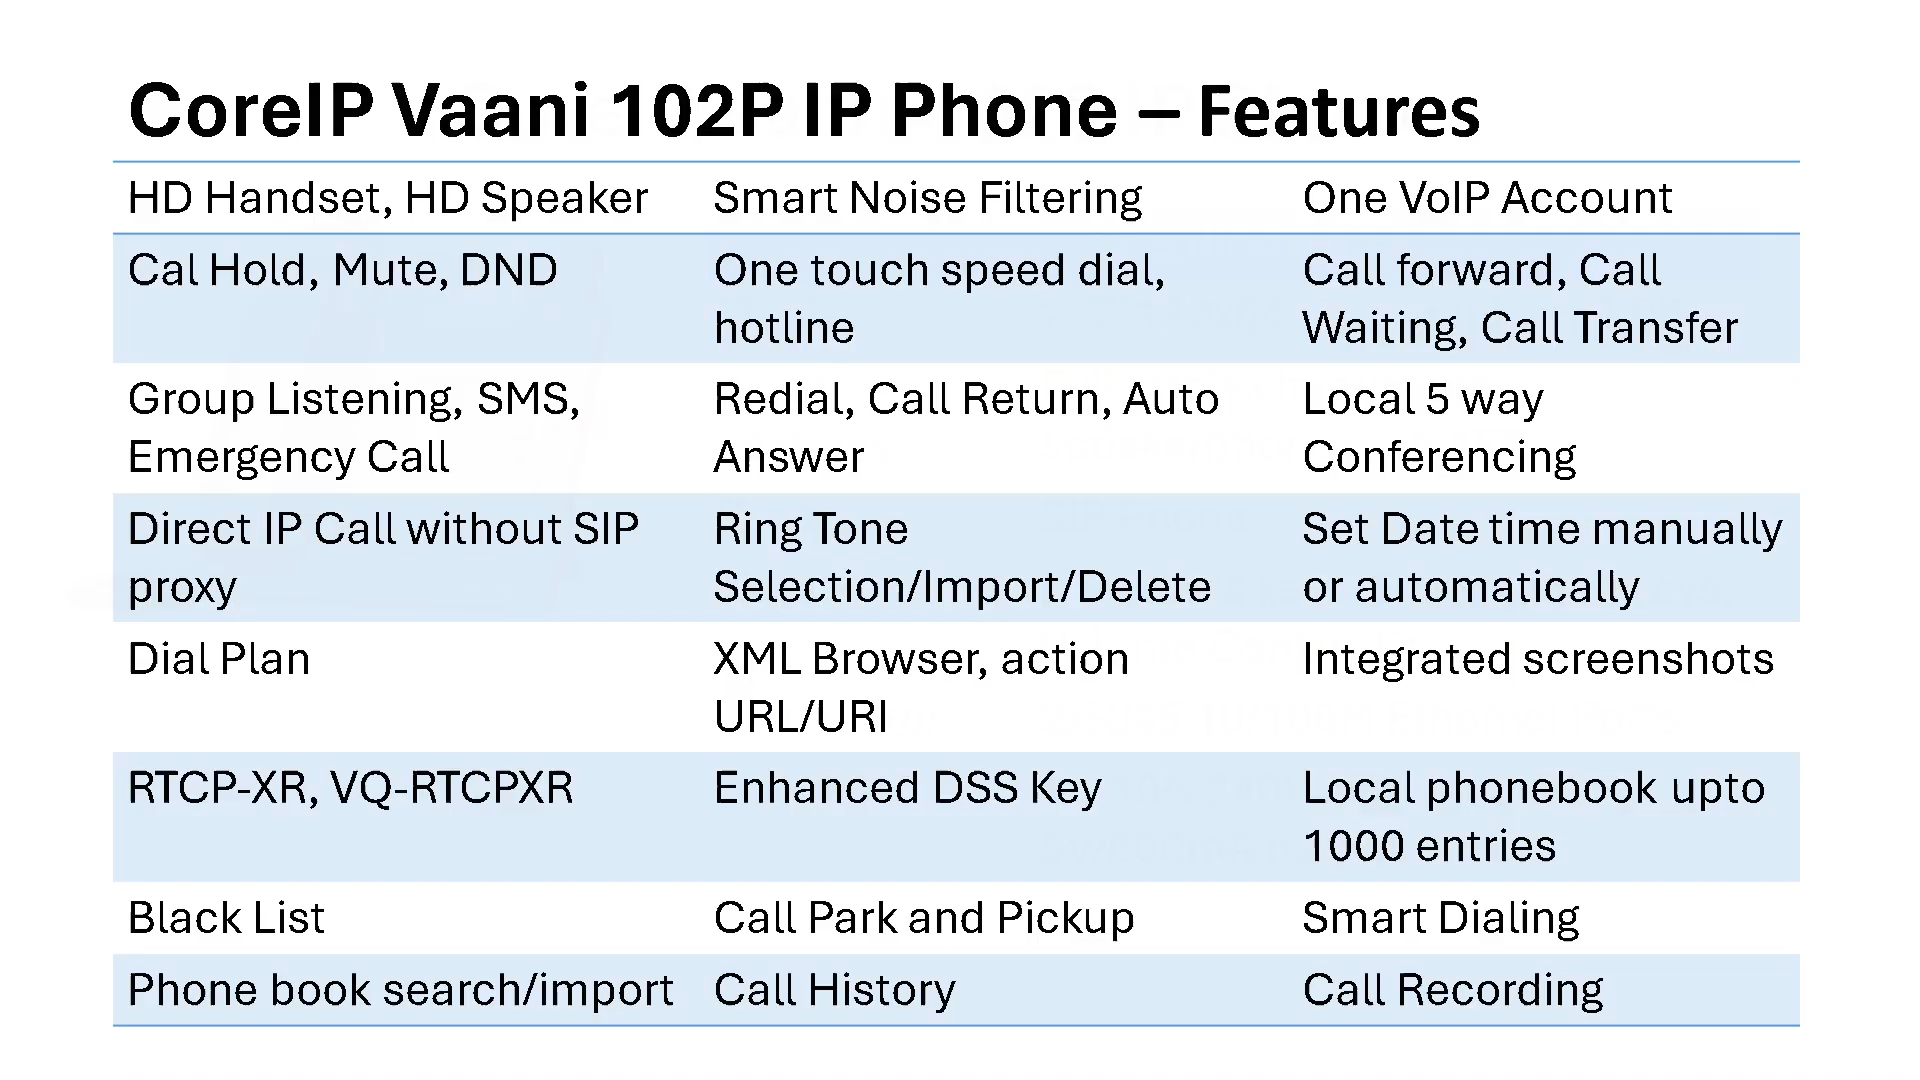 CoreIP Vaani 102P IP Phone – Features
HD Handset, HD Speaker
Smart Noise Filtering
One VoIP Account
Cal Hold, Mute, DND
One touch speed dial,
hotline
Call forward, Call
Waiting, Call Transfer
Group Listening, SMS,
Emergency Call
Redial, Call Return, Auto
Answer
Local 5 way
Conferencing
Direct IP Call without SIP
proxy
Ring Tone
Selection/Import/Delete
Set Date time manually
or automatically
Dial Plan
XML Browser, action
URL/URI
Integrated screenshots
RTCP-XR, VQ-RTCPXR
Enhanced DSS Key
Local phonebook upto
1000 entries
Black List
Call Park and Pickup
Smart Dialing
Phone book search/import
Call History
Call Recording